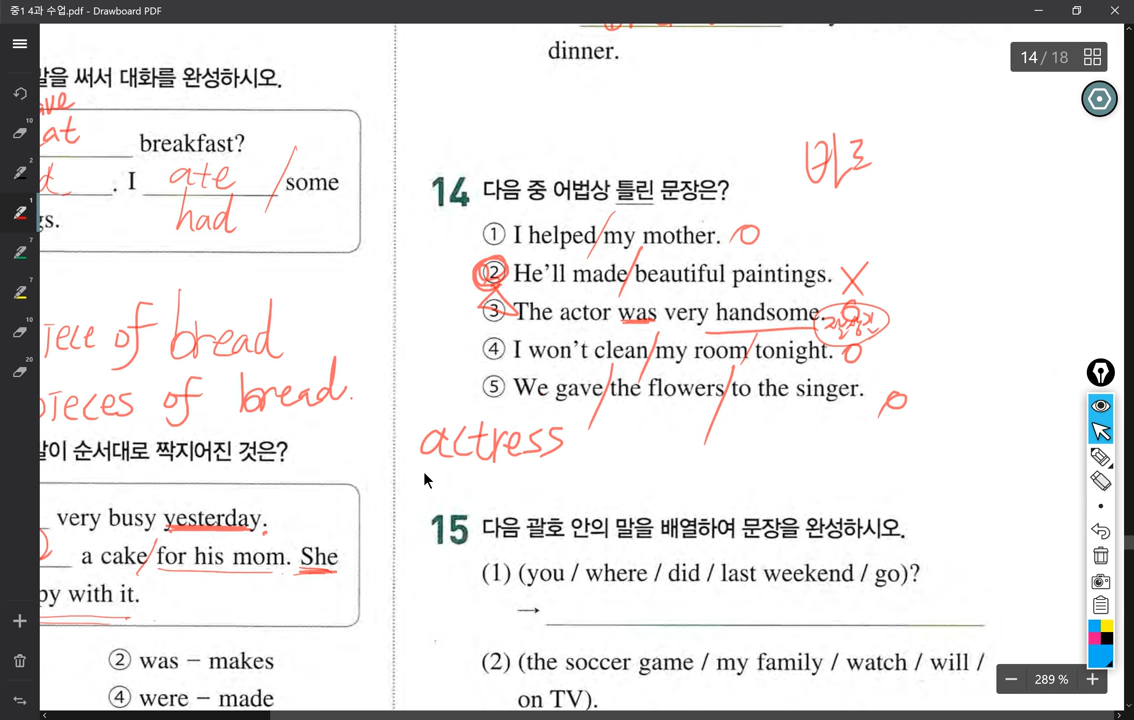 중1 4과 수업.pdf - Drawboard PDF
14 / 18
dinner.
말을 써서 대화를 완성하시오.
breakfast?
. I ate / some
had
gs.
of bread
pieces of bread.
말이 순서대로 짝지어진 것은?
very busy yesterday.
a cake / for his mom. She
py with it.
② was − makes
④ were − made
14 다음 중 어법상 틀린 문장은?
① I helped / my mother. O
② He'll made / beautiful paintings. X
③ The actor was very handsome.
잘생긴
④ I won't clean / my room / tonight. O
⑤ We gave / the flowers / to the singer. O
actress
15 다음 괄호 안의 말을 배열하여 문장을 완성하시오.
(1) (you / where / did / last weekend / go)?
→
(2) (the soccer game / my family / watch / will /
on TV).
289 %